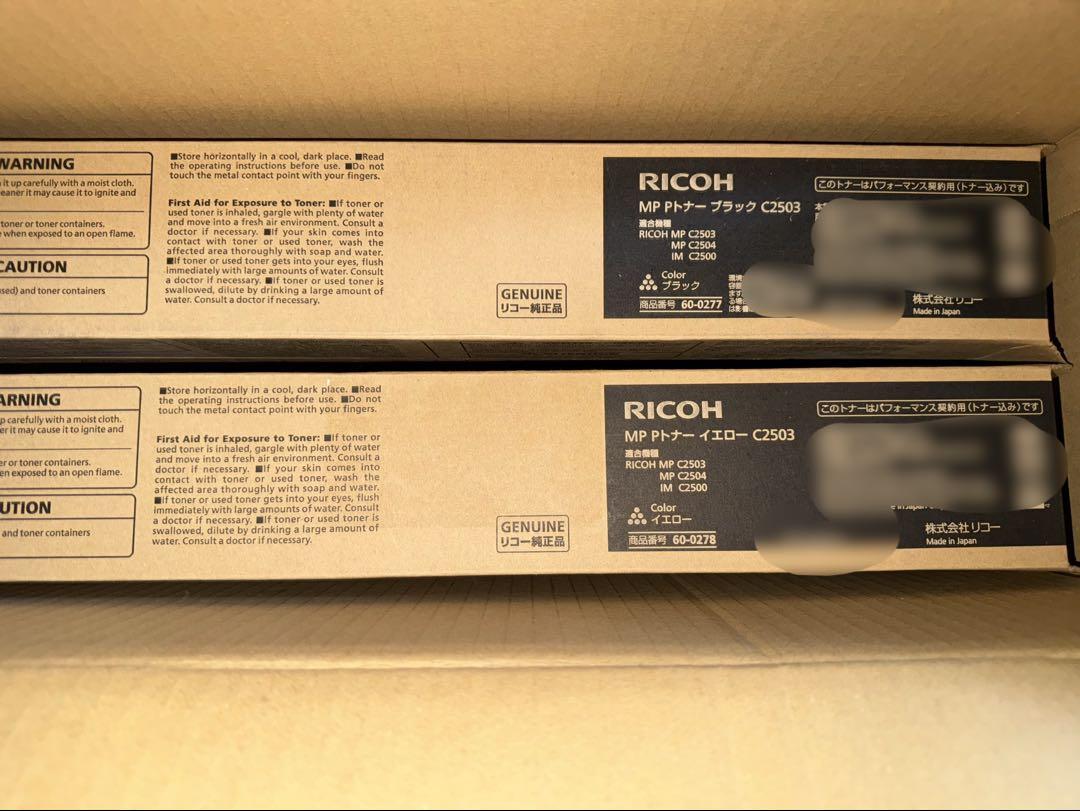 WARNING
it up carefully with a moist cloth.
eaner it may cause it to ignite and
toner or toner containers.
when exposed to an open flame.
CAUTION
sed) and toner containers
■Store horizontally in a cool, dark place. ■Read
the operating instructions before use. ■Do not
touch the metal contact point with your fingers.
First Aid for Exposure to Toner: ■If toner or
used toner is inhaled, gargle with plenty of water
and move into a fresh air environment. Consult a
doctor if necessary. ■If your skin comes into
contact with toner or used toner, wash the
affected area thoroughly with soap and water.
■If toner or used toner gets into your eyes, flush
immediately with large amounts of water. Consult
a doctor if necessary. ■If toner or used toner is
swallowed, dilute by drinking a large amount of
water. Consult a doctor if necessary.
GENUINE
リコー純正品
RICOH
このトナーはパフォーマンス契約用(トナー込み)です
MP Pトナー ブラック C2503
適合機種
RICOH MP C2503
MP C2504
IM C2500
Color
ブラック
商品番号 60-0277
株式会社リコー
Made in Japan
ARNING
p carefully with a moist cloth.
er it may cause it to ignite and
er or toner containers.
en exposed to an open flame.
UTION
and toner containers
■Store horizontally in a cool, dark place. ■Read
the operating instructions before use. ■Do not
touch the metal contact point with your fingers.
First Aid for Exposure to Toner: ■If toner or
used toner is inhaled, gargle with plenty of water
and move into a fresh air environment. Consult a
doctor if necessary. ■If your skin comes into
contact with toner or used toner, wash the
affected area thoroughly with soap and water.
■If toner or used toner gets into your eyes, flush
immediately with large amounts of water. Consult
a doctor if necessary. ■If toner or used toner is
swallowed, dilute by drinking a large amount of
water. Consult a doctor if necessary.
GENUINE
リコー純正品
RICOH
このトナーはパフォーマンス契約用(トナー込み)です
MP Pトナー イエロー C2503
適合機種
RICOH MP C2503
MP C2504
IM C2500
Color
イエロー
商品番号 60-0278
株式会社リコー
Made in Japan